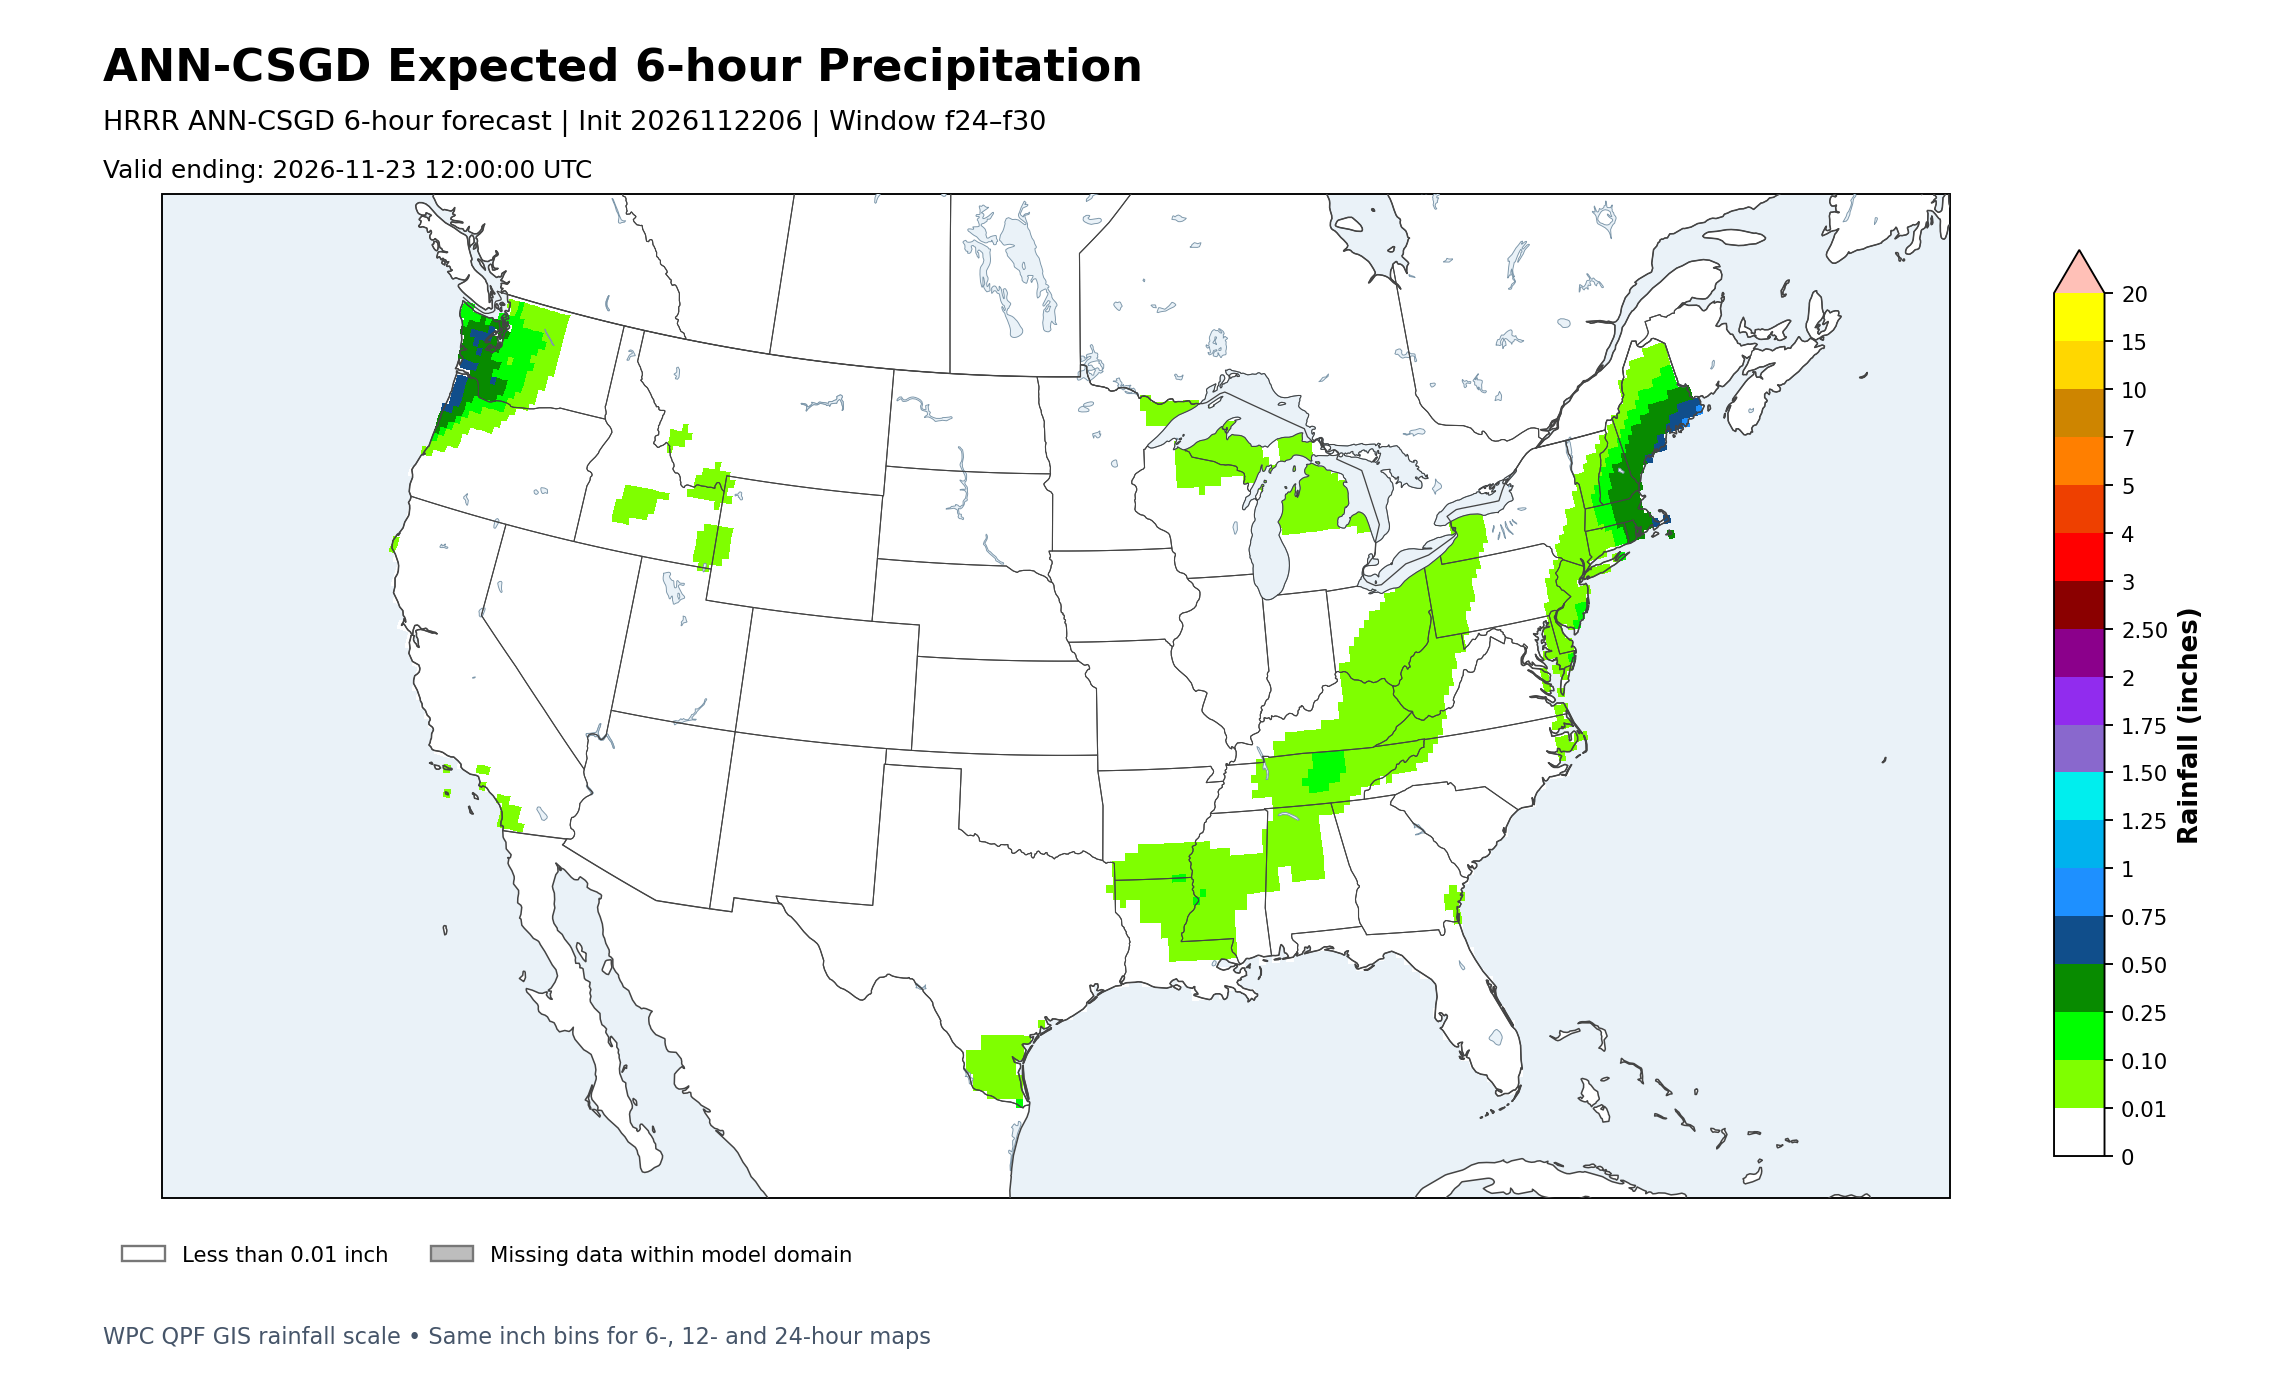 ANN-CSGD Expected 6-hour Precipitation
HRRR ANN-CSGD 6-hour forecast | Init 2026112206 | Window f24–f30
Valid ending: 2026-11-23 12:00:00 UTC
20
15
10
7
5
4
3
2.50
2
1.75
1.50
1.25
1
0.75
0.50
0.25
0.10
0.01
0
Rainfall (inches)
Less than 0.01 inch
Missing data within model domain
WPC QPF GIS rainfall scale • Same inch bins for 6-, 12- and 24-hour maps